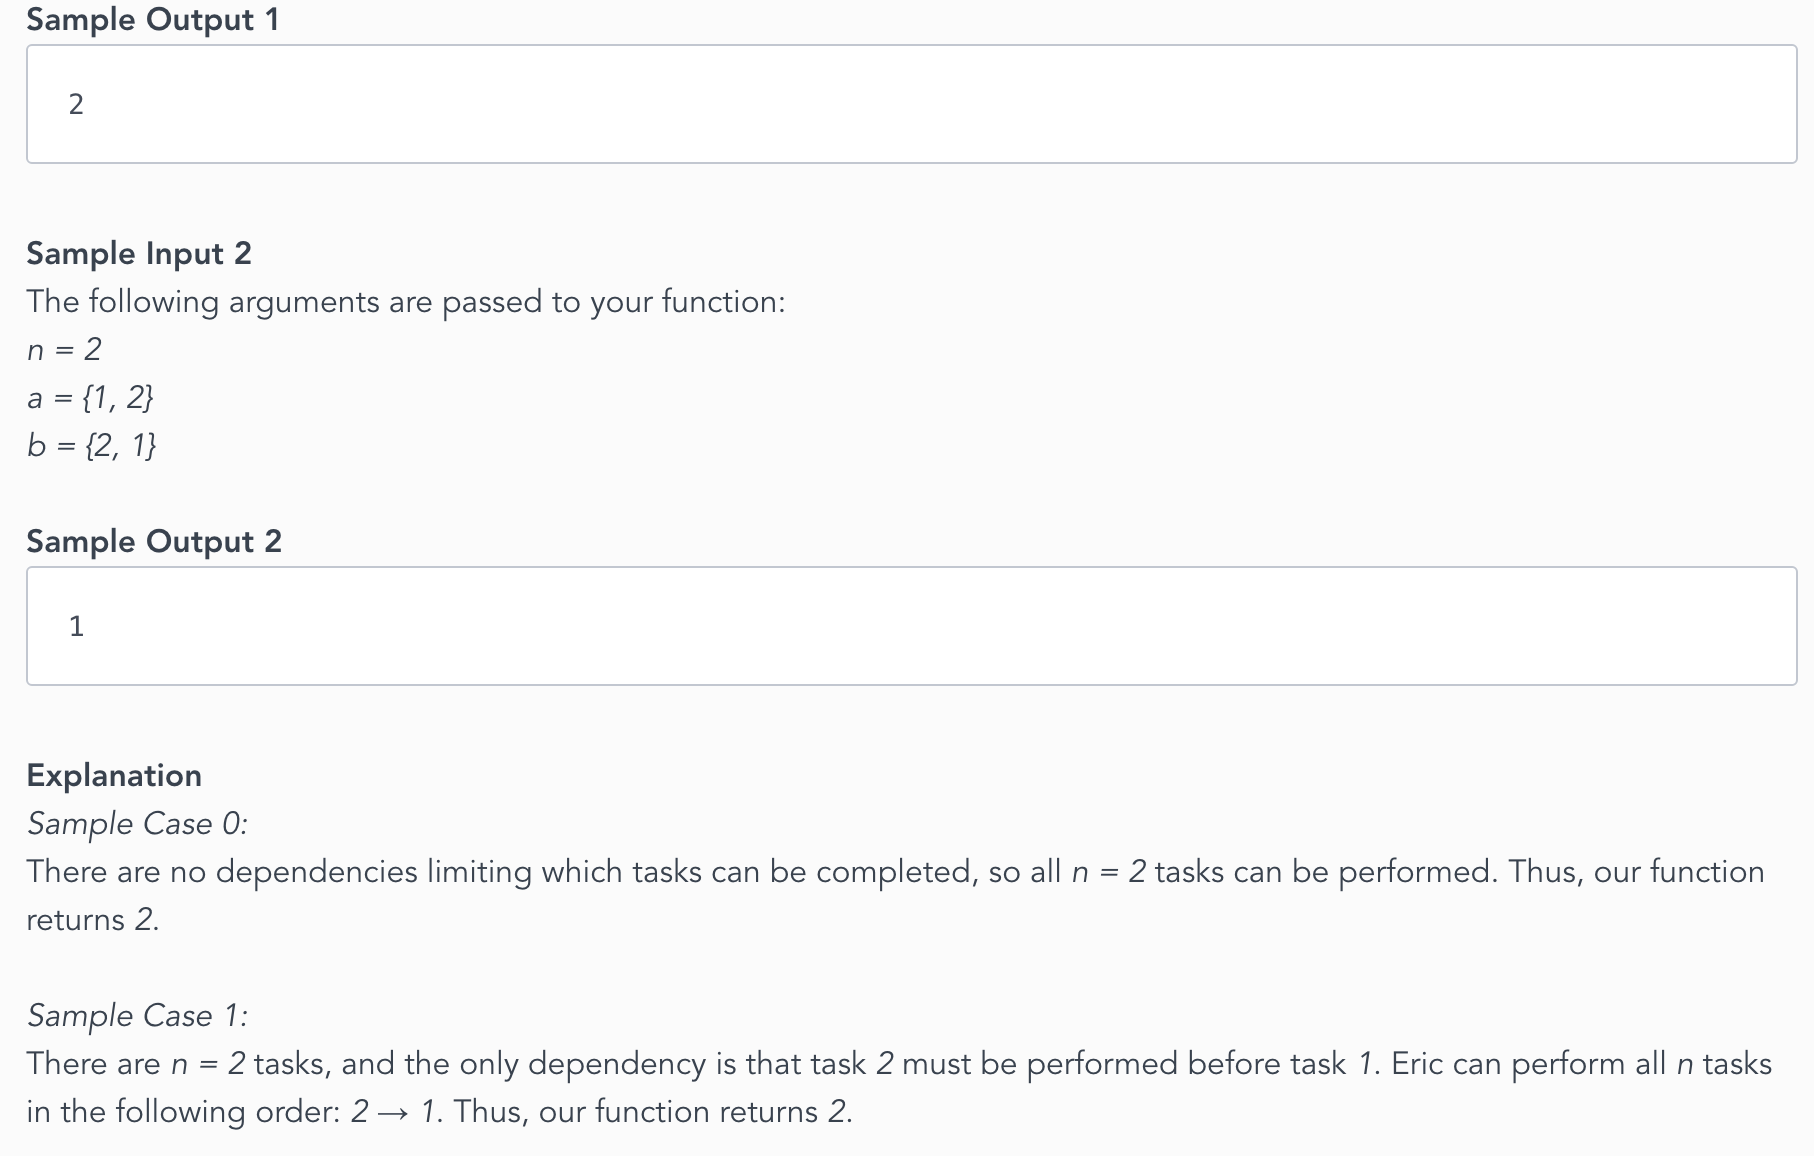 Sample Output 1
2
Sample Input 2
The following arguments are passed to your function:
n = 2
a = {1, 2}
b = {2, 1}
Sample Output 2
1
Explanation
Sample Case 0:
There are no dependencies limiting which tasks can be completed, so all n = 2 tasks can be performed. Thus, our function
returns 2.
Sample Case 1:
There are n = 2 tasks, and the only dependency is that task 2 must be performed before task 1. Eric can perform all n tasks
in the following order: 2 → 1. Thus, our function returns 2.